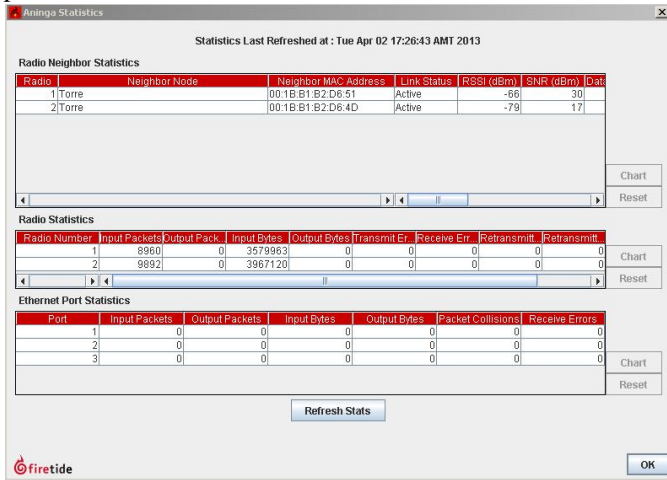 Aninga Statistics
Statistics Last Refreshed at : Tue Apr 02 17:26:43 AMT 2013
Radio Neighbor Statistics
Radio Neighbor Node Neighbor MAC Address Link Status RSSI (dBm) SNR (dBm) Data
1 Torre 00:1B:B1:B2:D6:51 Active -66 30
2 Torre 00:1B:B1:B2:D6:4D Active -79 17
Chart
Reset
Radio Statistics
Radio Number Input Packets Output Pack... Input Bytes Output Bytes Transmit Er... Receive Err... Retransmitt... Retransmitt...
1 8960 0 3579963 0 0 0 0 0
2 9892 0 3967120 0 0 0 0 0
Chart
Reset
Ethernet Port Statistics
Port Input Packets Output Packets Input Bytes Output Bytes Packet Collisions Receive Errors
1 0 0 0 0 0 0
2 0 0 0 0 0 0
3 0 0 0 0 0 0
Chart
Reset
Refresh Stats
firetide
OK